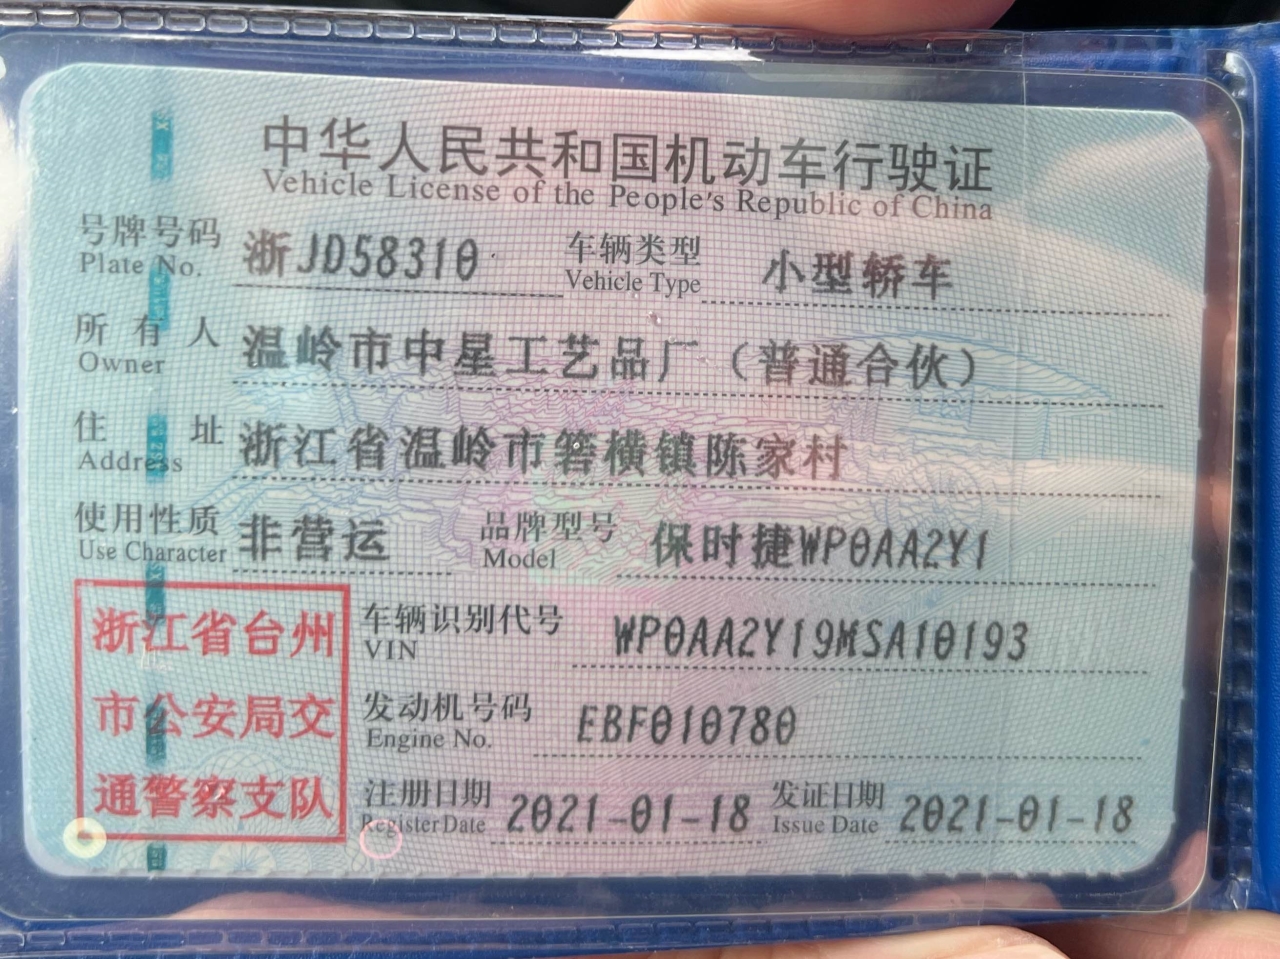 中华人民共和国机动车行驶证
Vehicle License of the People's Republic of China
号牌号码 浙JD58310 车辆类型 小型轿车
Plate No. Vehicle Type
所有人 温岭市中星工艺品厂（普通合伙）
Owner
住址 浙江省温岭市箬横镇陈家村
Address
使用性质 非营运 品牌型号 保时捷WP0AA2Y1
Use Character Model
浙江省台州
市公安局交
通警察支队
车辆识别代号 WP0AA2Y19MSA10193
VIN
发动机号码 EBF010780
Engine No.
注册日期 2021-01-18 发证日期 2021-01-18
Register Date Issue Date